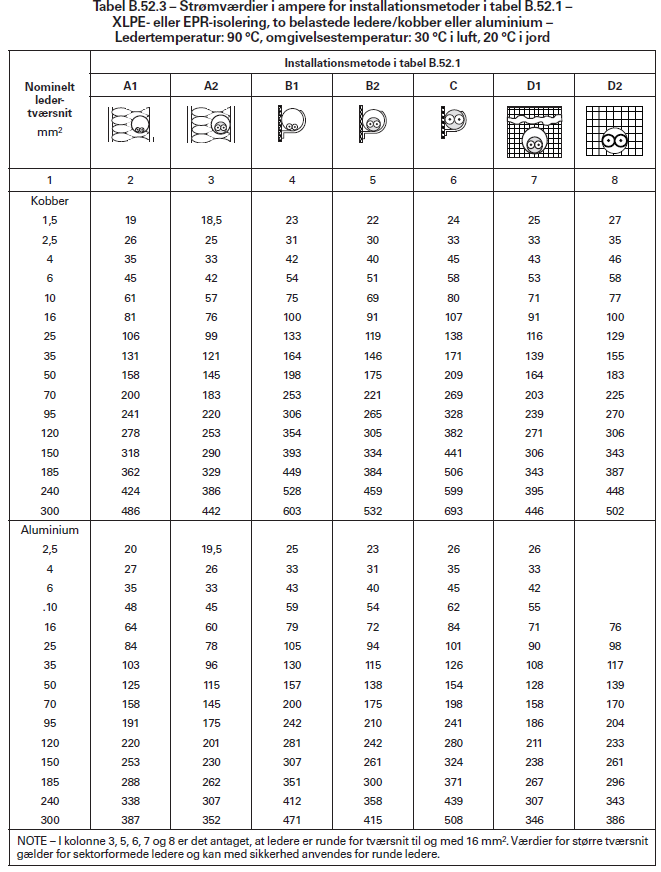 Tabel B.52.3 – Strømværdier i ampere for installationsmetoder i tabel B.52.1 –
XLPE- eller EPR-isolering, to belastede ledere/kobber eller aluminium –
Ledertemperatur: 90 ºC, omgivelsestemperatur: 30 ºC i luft, 20 ºC i jord
Installationsmetode i tabel B.52.1
Nominelt
leder-
tværsnit
mm²
A1 A2 B1 B2 C D1 D2
1 2 3 4 5 6 7 8
Kobber
1,5 19 18,5 23 22 24 25 27
2,5 26 25 31 30 33 33 35
4 35 33 42 40 45 43 46
6 45 42 54 51 58 53 58
10 61 57 75 69 80 71 77
16 81 76 100 91 107 91 100
25 106 99 133 119 138 116 129
35 131 121 164 146 171 139 155
50 158 145 198 175 209 164 183
70 200 183 253 221 269 203 225
95 241 220 306 265 328 239 270
120 278 253 354 305 382 271 306
150 318 290 393 334 441 306 343
185 362 329 449 384 506 343 387
240 424 386 528 459 599 395 448
300 486 442 603 532 693 446 502
Aluminium
2,5 20 19,5 25 23 26 26
4 27 26 33 31 35 33
6 35 33 43 40 45 42
.10 48 45 59 54 62 55
16 64 60 79 72 84 71 76
25 84 78 105 94 101 90 98
35 103 96 130 115 126 108 117
50 125 115 157 138 154 128 139
70 158 145 200 175 198 158 170
95 191 175 242 210 241 186 204
120 220 201 281 242 280 211 233
150 253 230 307 261 324 238 261
185 288 262 351 300 371 267 296
240 338 307 412 358 439 307 343
300 387 352 471 415 508 346 386
NOTE – I kolonne 3, 5, 6, 7 og 8 er det antaget, at ledere er runde for tværsnit til og med 16 mm². Værdier for større tværsnit
gælder for sektorformede ledere og kan med sikkerhed anvendes for runde ledere.